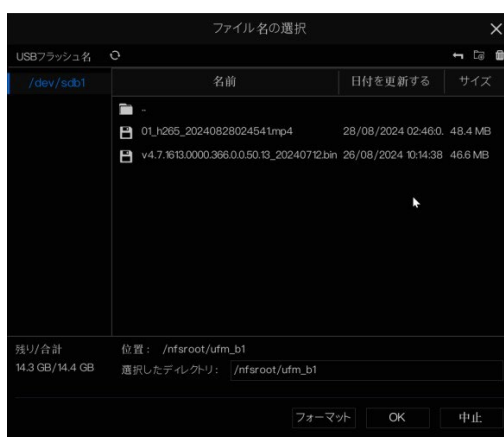 ファイル名の選択
USBフラッシュ名
/dev/sdb1
名前 日付を更新する サイズ
..
01_h265_20240828024541.mp4 28/08/2024 02:46:0. 48.4 MB
v4.7.1613.0000.366.0.0.50.13_20240712.bin 26/08/2024 10:14:38 46.6 MB
残り/合計
14.3 GB/14.4 GB
位置： /nfsroot/ufm_b1
選択したディレクトリ： /nfsroot/ufm_b1
フォーマット OK 中止